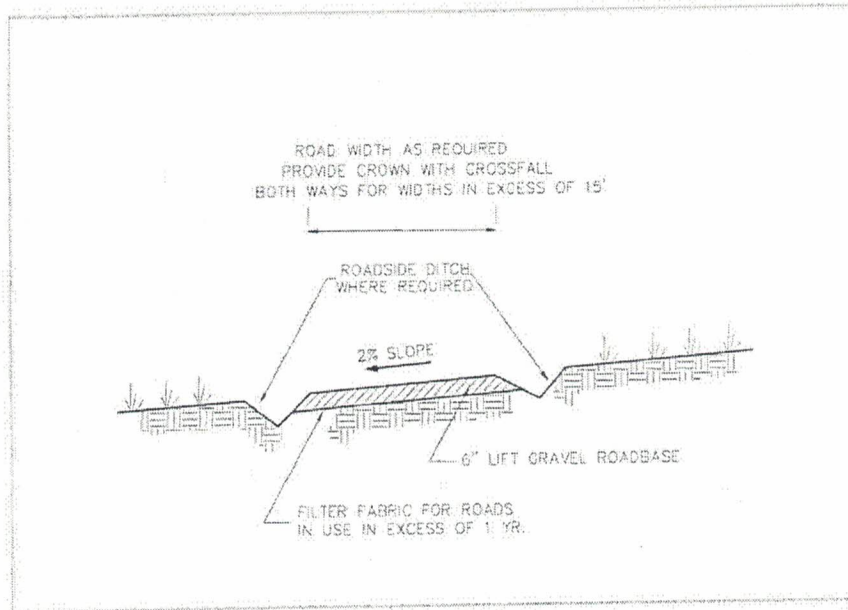 ROAD WIDTH AS REQUIRED
PROVIDE CROWN WITH CROSSFALL
BOTH WAYS FOR WIDTHS IN EXCESS OF 15'
ROADSIDE DITCH
WHERE REQUIRED
2% SLOPE
6" LIFT GRAVEL ROADBASE
FILTER FABRIC FOR ROADS
IN USE IN EXCESS OF 1 YR.